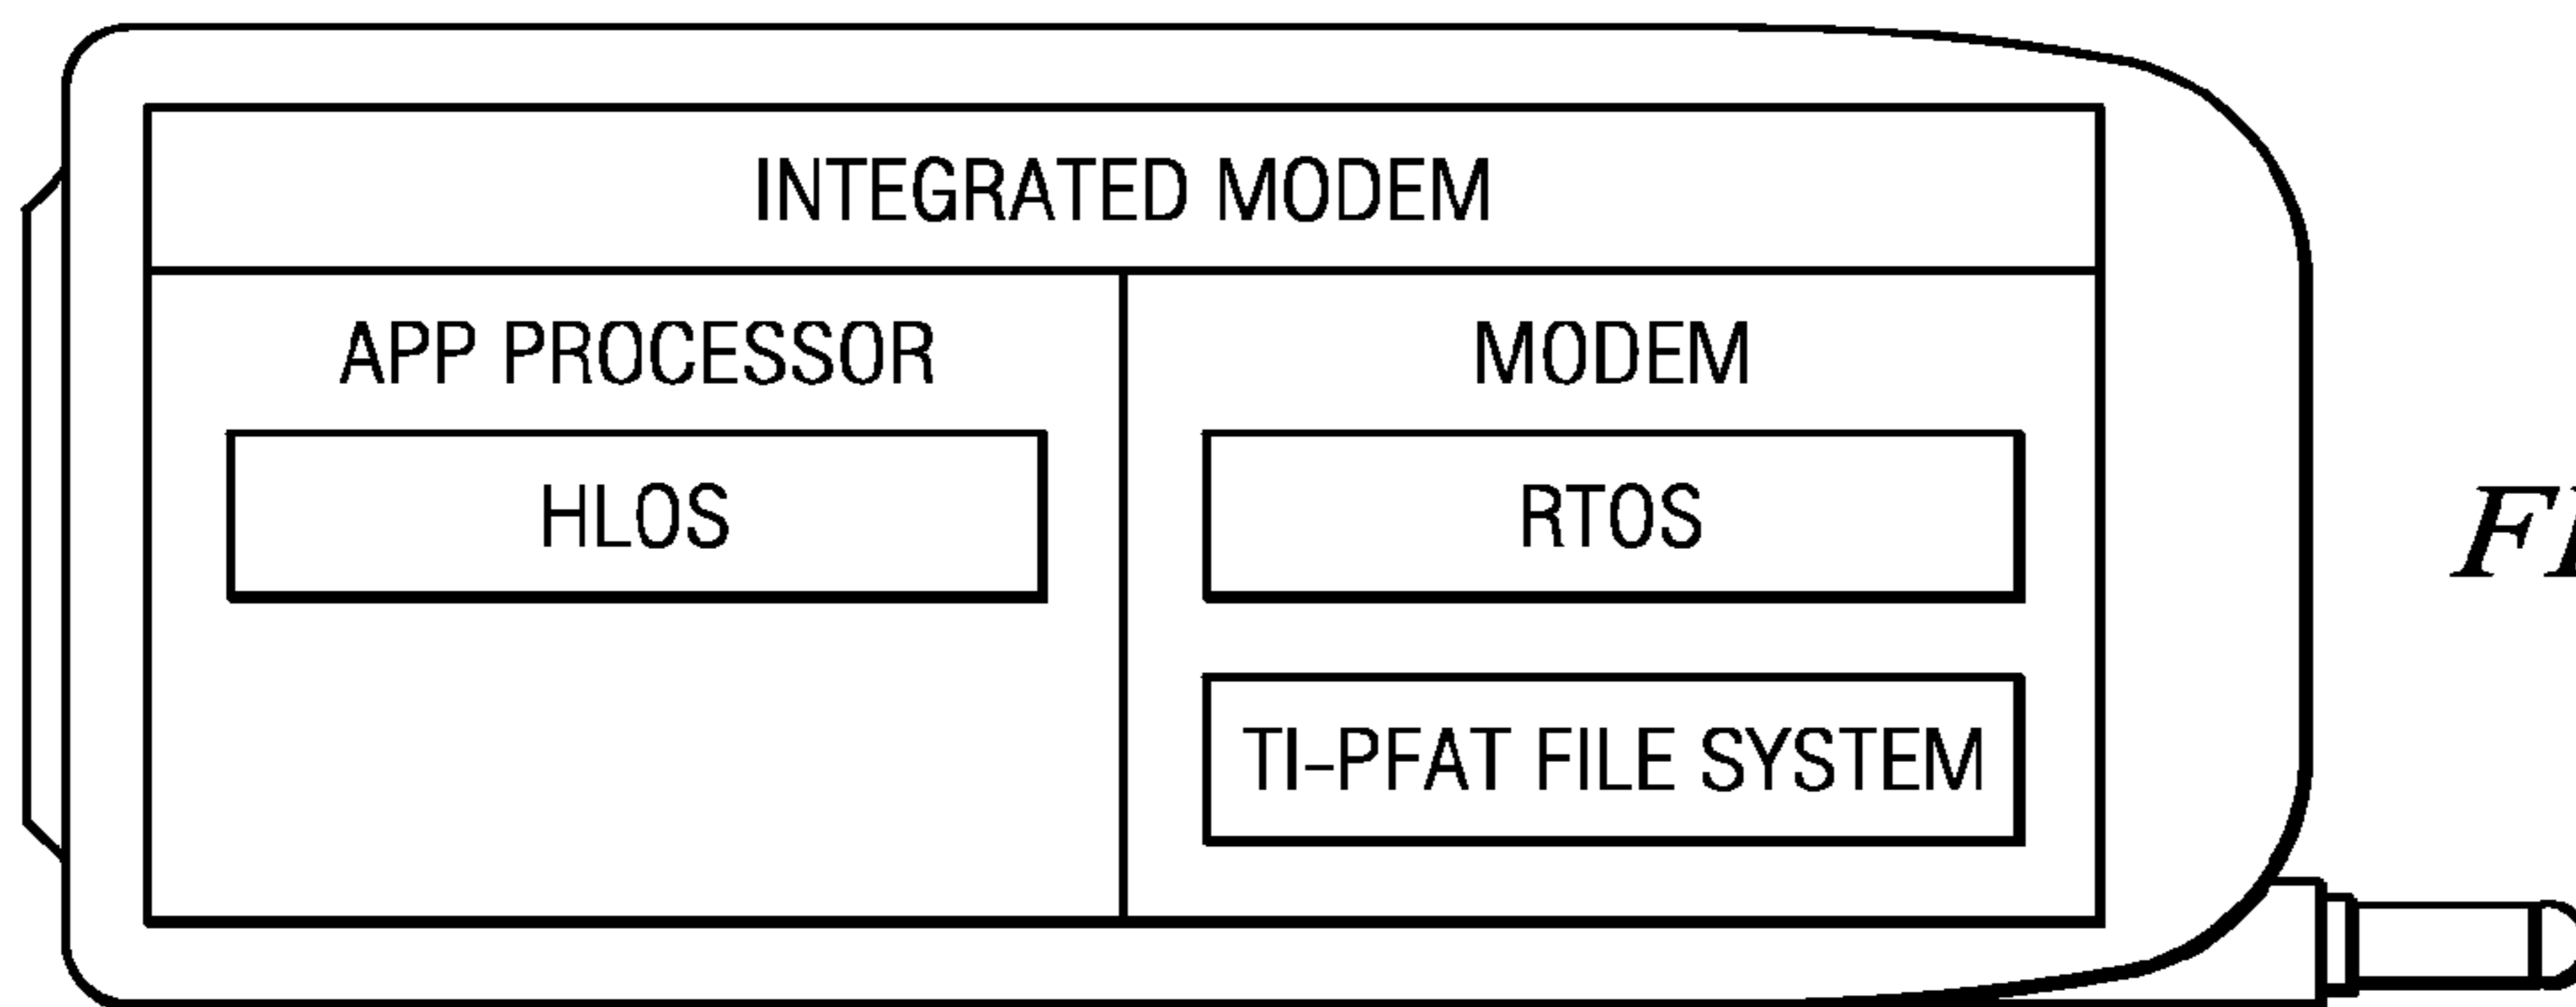 INTEGRATED MODEM
APP PROCESSOR
MODEM
HLOS
RTOS
TI-PFAT FILE SYSTEM